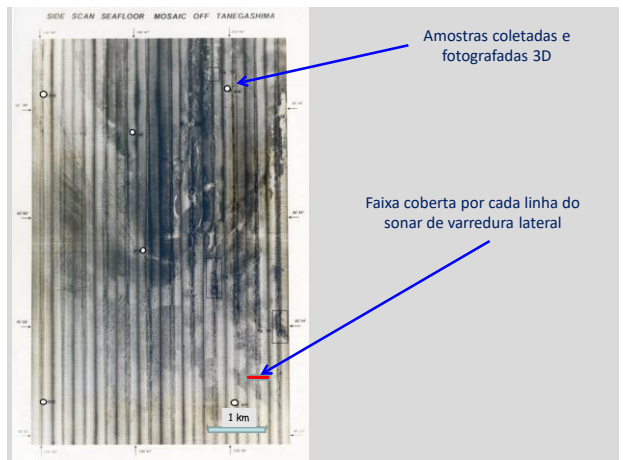 SIDE SCAN SEAFLOOR MOSAIC OFF TANEGASHIMA
Amostras coletadas e
fotografadas 3D
Faixa coberta por cada linha do
sonar de varredura lateral
1 km